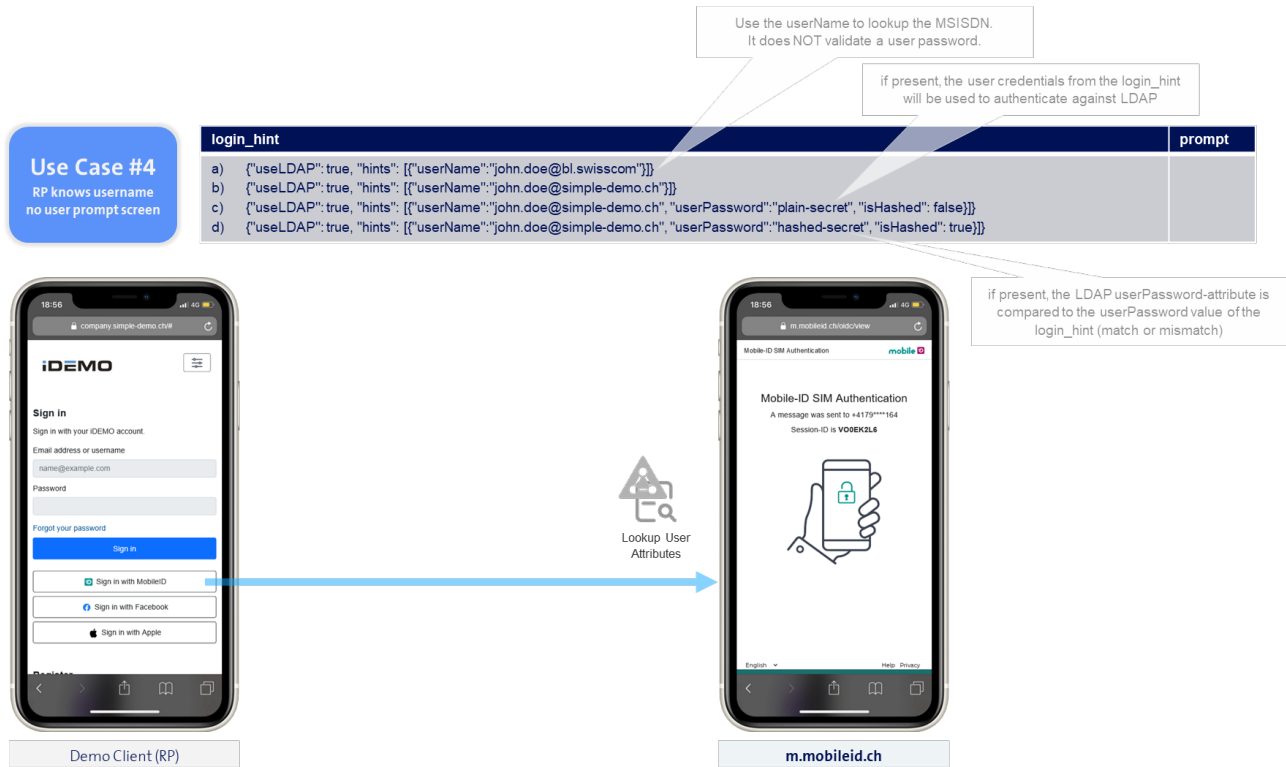 Use the userName to lookup the MSISDN.
It does NOT validate a user password.
if present, the user credentials from the login_hint
will be used to authenticate against LDAP
Use Case #4
RP knows username
no user prompt screen
login_hint
prompt
a) {"useLDAP": true, "hints": [{"userName":"john.doe@bl.swisscom"}]}
b) {"useLDAP": true, "hints": [{"userName":"john.doe@simple-demo.ch"}]}
c) {"useLDAP": true, "hints": [{"userName":"john.doe@simple-demo.ch", "userPassword":"plain-secret", "isHashed": false}]}
d) {"useLDAP": true, "hints": [{"userName":"john.doe@simple-demo.ch", "userPassword":"hashed-secret", "isHashed": true}]}
if present, the LDAP userPassword-attribute is
compared to the userPassword value of the
login_hint (match or mismatch)
18:56
4G
company.simple-demo.ch/#
iDEMO
Sign in
Sign in with your iDEMO account.
Email address or username
name@example.com
Password
Forgot your password
Sign in
Sign in with MobileID
Sign in with Facebook
Sign in with Apple
Register
Demo Client (RP)
Lookup User
Attributes
18:56
4G
m.mobileid.ch/oidc/view
Mobile-ID SIM Authentication
mobile ID
Mobile-ID SIM Authentication
A message was sent to +4179****164
Session-ID is VO0EK2L6
English
Help Privacy
m.mobileid.ch